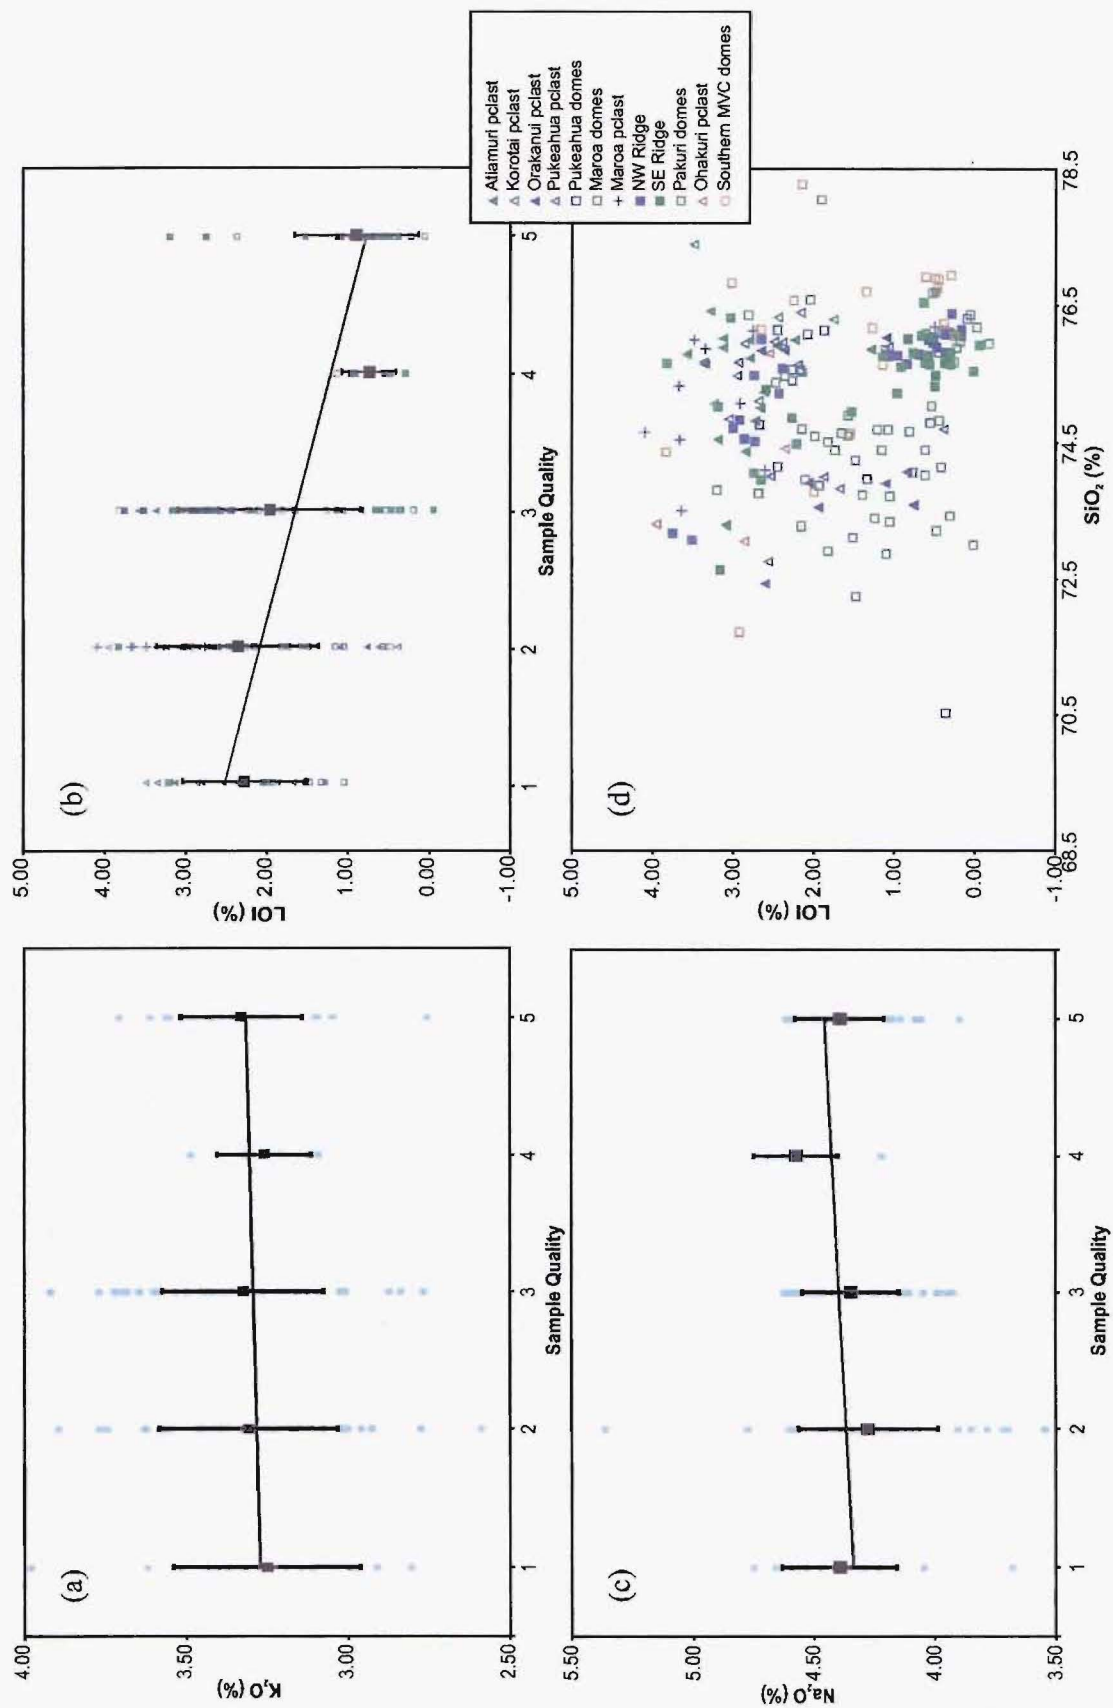 (a)
K₂O (%)
4.00
3.50
3.00
2.50
1 2 3 4 5
Sample Quality
(b)
LOI (%)
5.00
4.00
3.00
2.00
1.00
0.00
-1.00
1 2 3 4 5
Sample Quality
Atiamuri pclast
Korotai pclast
Orakanui pclast
Pukeahua pclast
Pukeahua domes
Maroa domes
Maroa pclast
NW Ridge
SE Ridge
Pakuri domes
Ohakuri pclast
Southern MVC domes
(c)
Na₂O (%)
5.50
5.00
4.50
4.00
3.50
1 2 3 4 5
Sample Quality
(d)
LOI (%)
5.00
4.00
3.00
2.00
1.00
0.00
-1.00
68.5 70.5 72.5 74.5 76.5 78.5
SiO₂ (%)